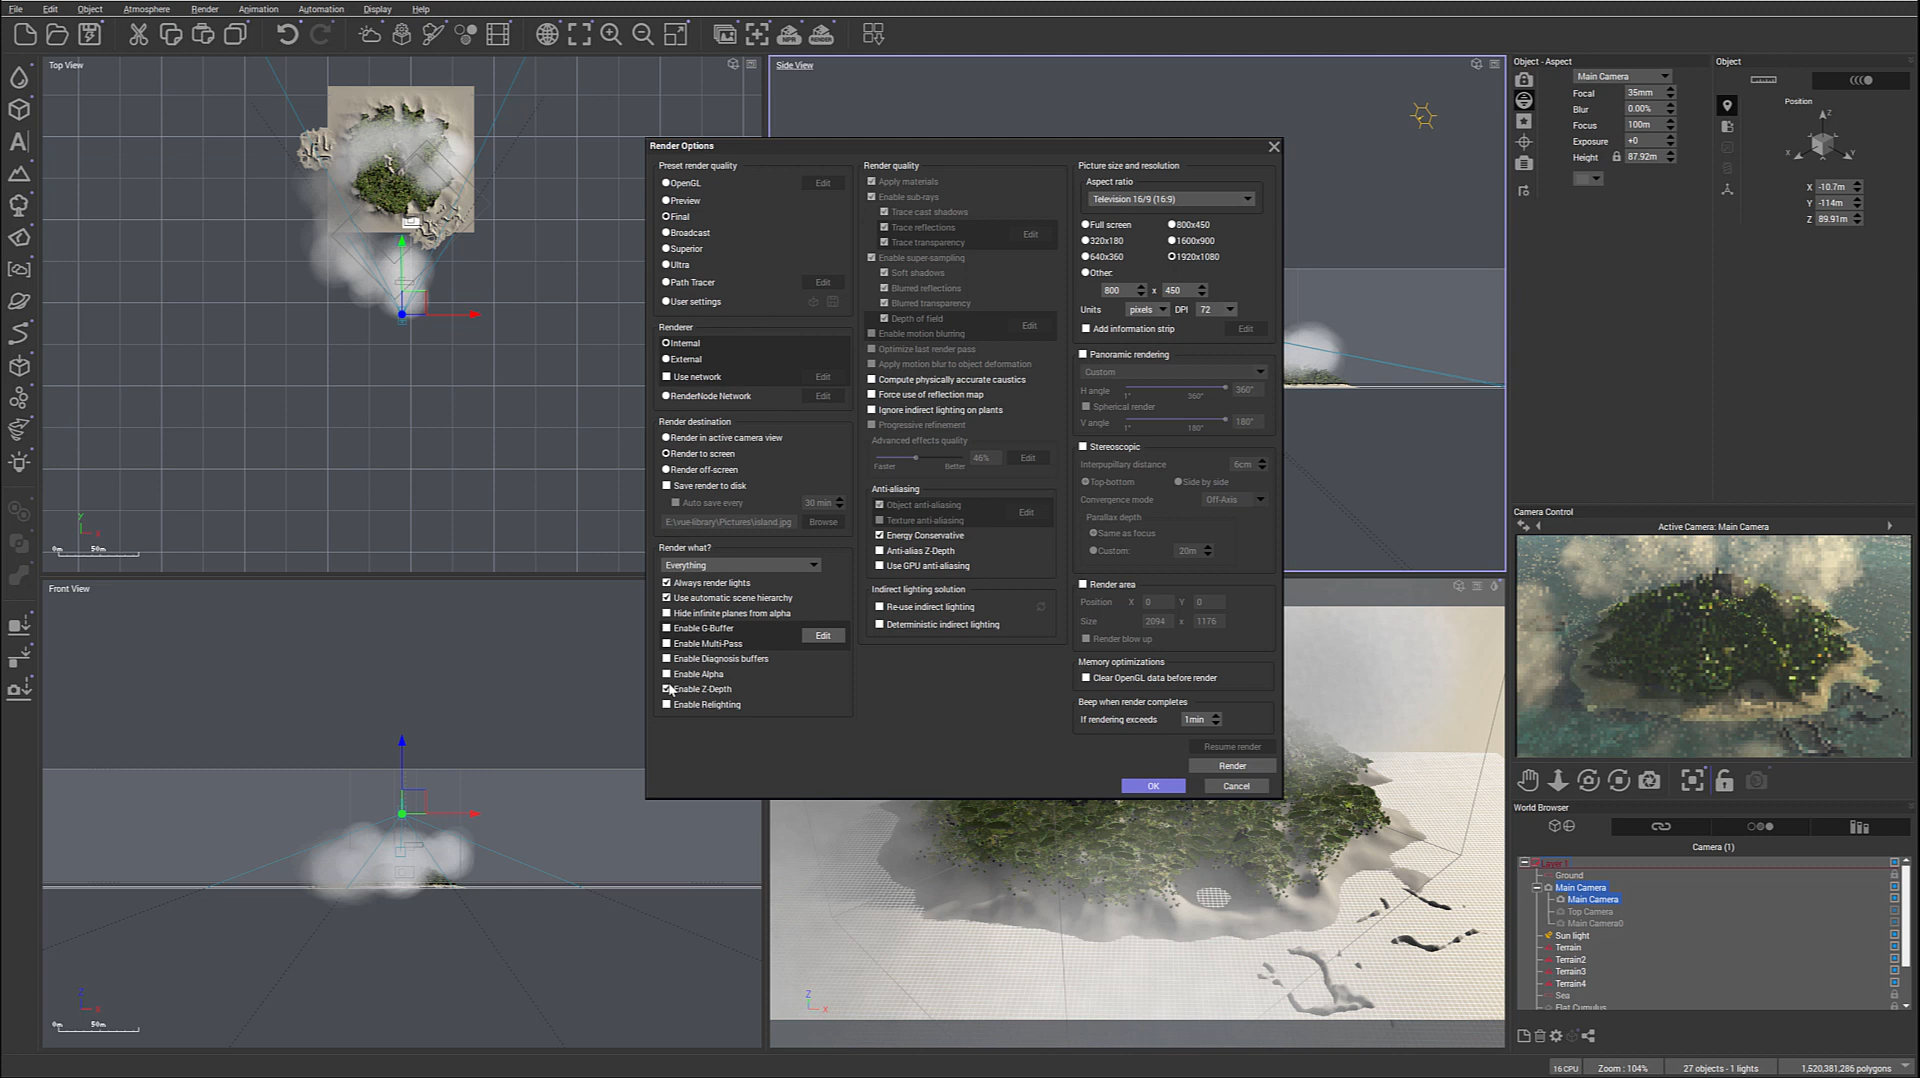 File Edit Object Atmosphere Render Animation Automation Display Help
Top View
Side View
Front View
0m 50m
0m 50m
Y
X
Z
X
Z
X
Render Options
Preset render quality
OpenGL Edit
Preview
Final
Broadcast
Superior
Ultra
Path Tracer Edit
User settings
Renderer
Internal
External
Use network Edit
RenderNode Network Edit
Render destination
Render in active camera view
Render to screen
Render off-screen
Save render to disk
Auto save every 30 min
E:\vue-library\Pictures\island.jpg Browse
Render what?
Everything
Always render lights
Use automatic scene hierarchy
Hide infinite planes from alpha
Enable G-Buffer
Edit
Enable Multi-Pass
Enable Diagnosis buffers
Enable Alpha
Enable Z-Depth
Enable Relighting
Render quality
Apply materials
Enable sub-rays
Trace cast shadows
Trace reflections
Edit
Trace transparency
Enable super-sampling
Soft shadows
Blurred reflections
Blurred transparency
Depth of field
Edit
Enable motion blurring
Optimize last render pass
Apply motion blur to object deformation
Compute physically accurate caustics
Force use of reflection map
Ignore indirect lighting on plants
Progressive refinement
Advanced effects quality
46% Edit
Faster Better
Anti-aliasing
Object anti-aliasing
Edit
Texture anti-aliasing
Energy Conservative
Anti-alias Z-Depth
Use GPU anti-aliasing
Indirect lighting solution
Re-use indirect lighting
Deterministic indirect lighting
Picture size and resolution
Aspect ratio
Television 16/9 (16:9)
Full screen 800x450
320x180 1600x900
640x360 1920x1080
Other:
800 x 450
Units pixels DPI 72
Add information strip Edit
Panoramic rendering
Custom
H angle 360°
1° 360°
Spherical render
V angle 180°
1° 180°
Stereoscopic
Interpupillary distance 6cm
Top-bottom Side by side
Convergence mode Off-Axis
Parallax depth
Same as focus
Custom: 20m
Render area
Position X 0 Y 0
Size 2094 x 1176
Render blow up
Memory optimizations
Clear OpenGL data before render
Beep when render completes
If rendering exceeds 1min
Resume render
Render
OK Cancel
Object - Aspect
Main Camera
Focal 35mm
Blur 0.00%
Focus 100m
Exposure +0
Height 87.92m
Object
Position
Z
X Y
X -10.7m
Y -114m
Z 89.91m
Camera Control
Active Camera: Main Camera
World Browser
Camera (1)
Layer 1
Ground
Main Camera
Main Camera
Top Camera
Main Camera0
Sun light
Terrain
Terrain2
Terrain3
Terrain4
Sea
Flat Cumulus
16 CPU Zoom : 104% 27 objects - 1 lights 1,520,381,286 polygons